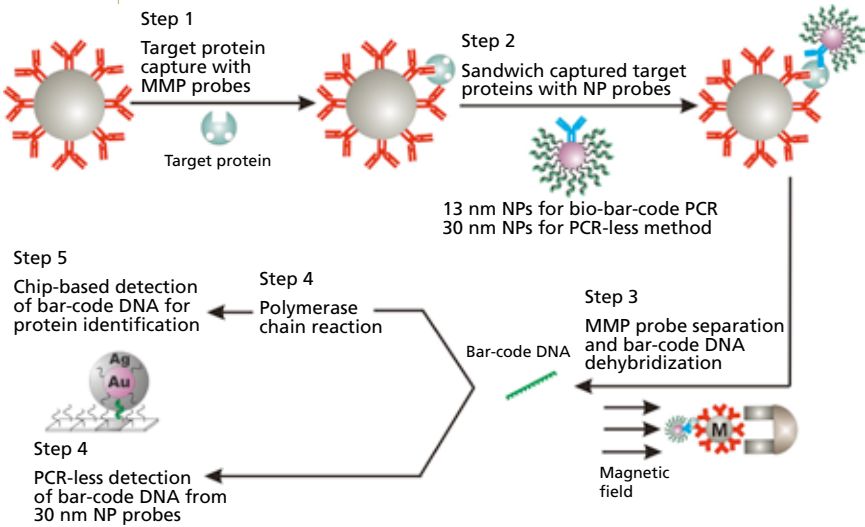 Step 1
Target protein
capture with
MMP probes
Target protein
Step 2
Sandwich captured target
proteins with NP probes
13 nm NPs for bio-bar-code PCR
30 nm NPs for PCR-less method
Step 3
MMP probe separation
and bar-code DNA
dehybridization
M
Magnetic
field
Bar-code DNA
Step 4
Polymerase
chain reaction
Step 5
Chip-based detection
of bar-code DNA for
protein identification
Ag
Au
Step 4
PCR-less detection
of bar-code DNA from
30 nm NP probes